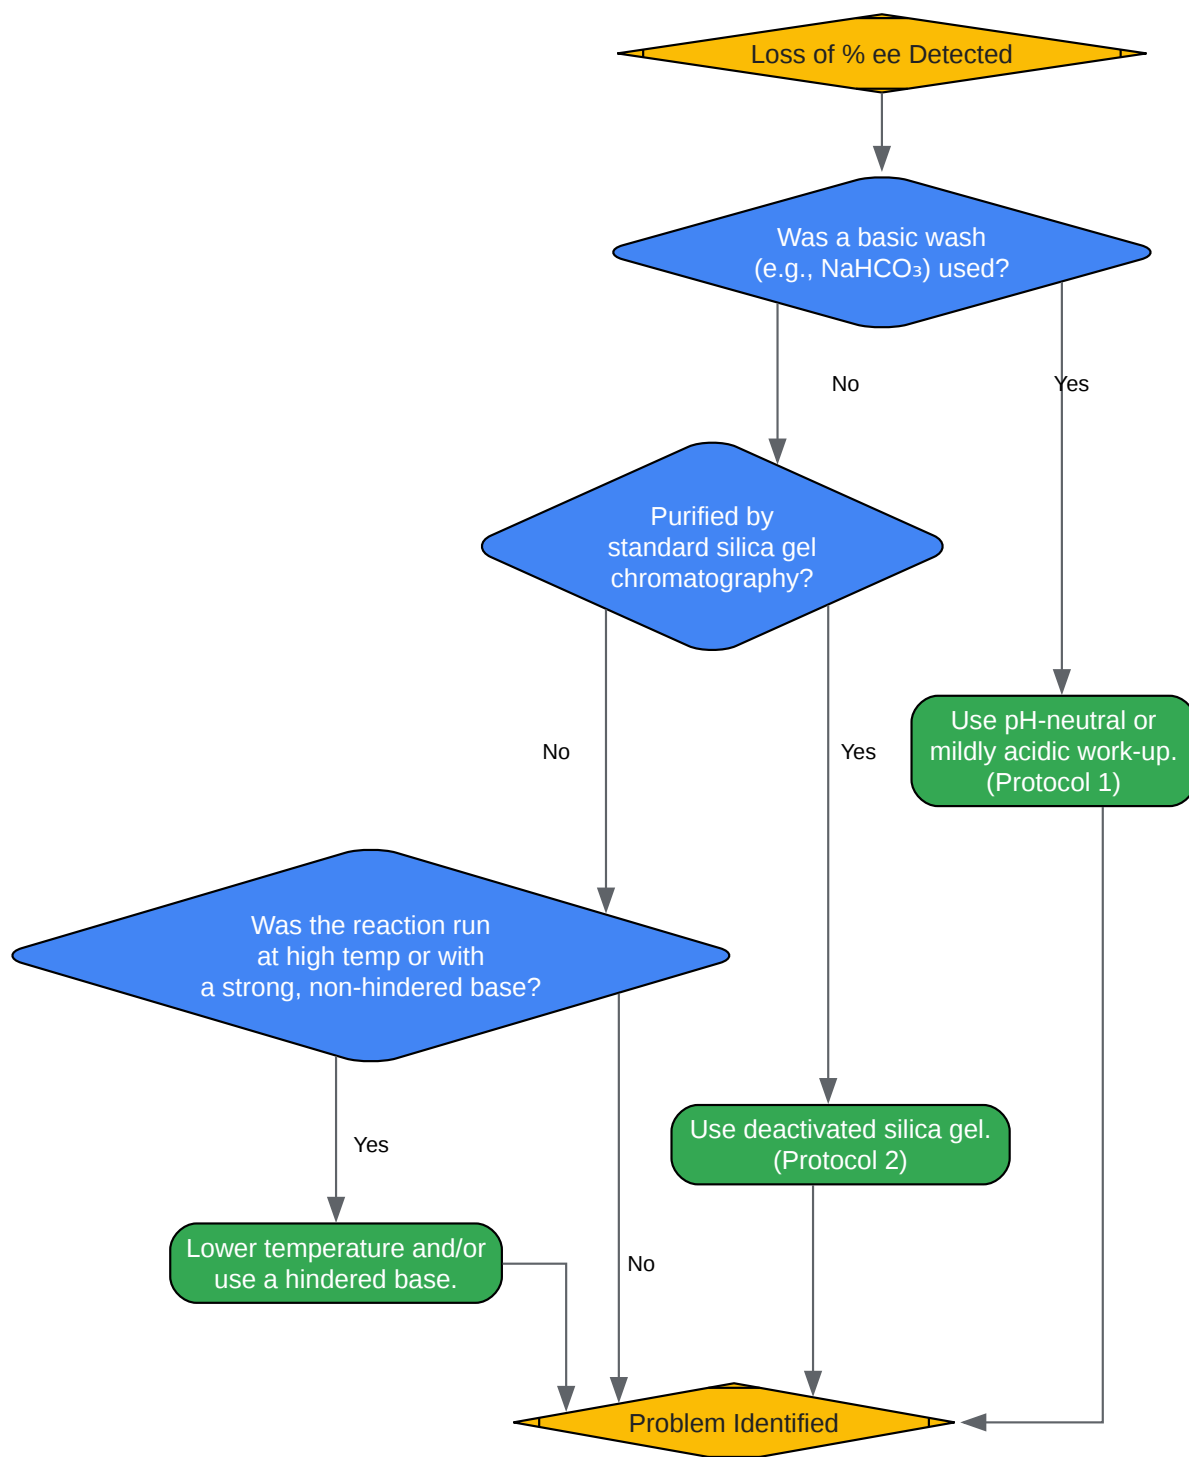 Loss of % ee Detected
Was a basic wash
(e.g., NaHCO₃) used?
No
Yes
Purified by
standard silica gel
chromatography?
No
Yes
Use pH-neutral or
mildly acidic work-up.
(Protocol 1)
Was the reaction run
at high temp or with
a strong, non-hindered base?
Yes
Use deactivated silica gel.
(Protocol 2)
Lower temperature and/or
use a hindered base.
No
Problem Identified